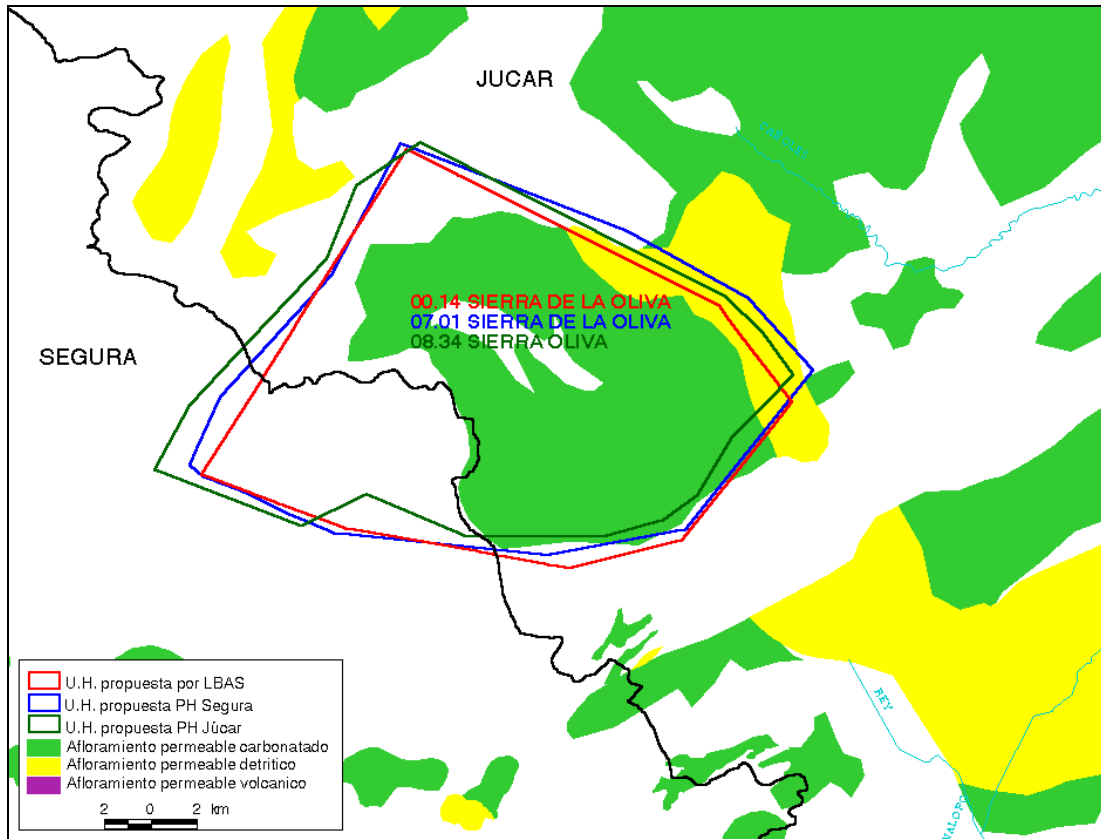 JUCAR
CAÑOLES
00.14 SIERRA DE LA OLIVA
07.01 SIERRA DE LA OLIVA
08.34 SIERRA OLIVA
SEGURA
REY
NALOPO
U.H. propuesta por LBAS
U.H. propuesta PH Segura
U.H. propuesta PH Júcar
Afloramiento permeable carbonatado
Afloramiento permeable detritico
Afloramiento permeable volcanico
2 0 2 km